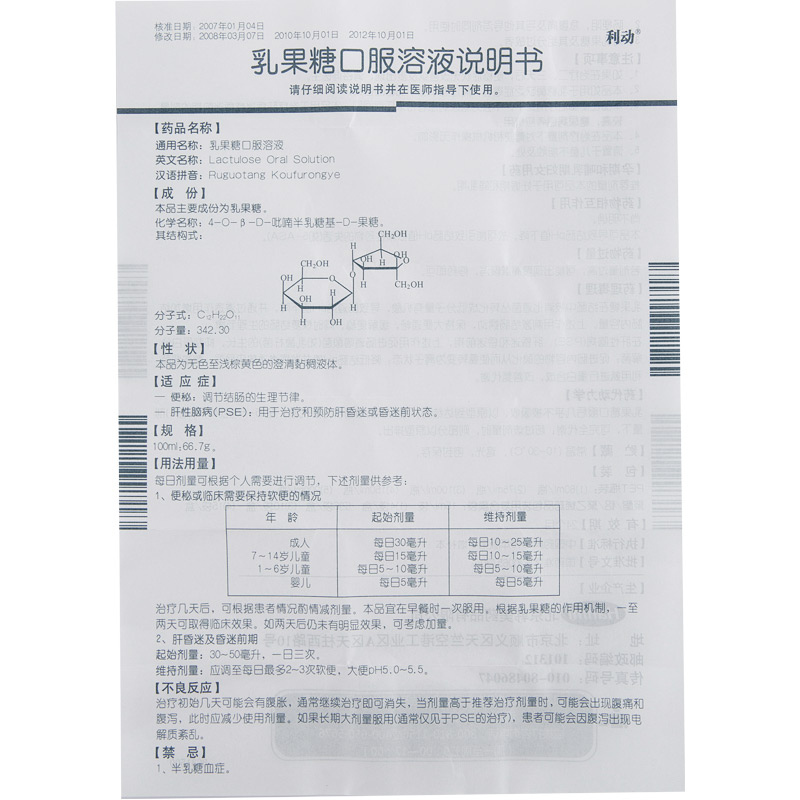 核准日期：2007年01月04日
修改日期：2008年03月07日 2010年10月01日 2012年10月01日
利动®
乳果糖口服溶液说明书
请仔细阅读说明书并在医师指导下使用。
【药品名称】
通用名称：乳果糖口服溶液
英文名称：Lactulose Oral Solution
汉语拼音：Ruguotang Koufurongye
【成 份】
本品主要成份为乳果糖。
化学名称：4-O-β-D-吡喃半乳糖基-D-果糖。
其结构式：
分子式：C₁₂H₂₂O₁₁
分子量：342.30
【性 状】
本品为无色至浅棕黄色的澄清黏稠液体。
【适 应 症】
— 便秘：调节结肠的生理节律。
— 肝性脑病(PSE)：用于治疗和预防肝昏迷或昏迷前状态。
【规 格】
100ml:66.7g。
【用法用量】
每日剂量可根据个人需要进行调节，下述剂量供参考：
1、便秘或临床需要保持软便的情况
年 龄 起始剂量 维持剂量
成人 每日30毫升 每日10~25毫升
7~14岁儿童 每日15毫升 每日10~15毫升
1~6岁儿童 每日5~10毫升 每日5~10毫升
婴儿 每日5毫升 每日5毫升
治疗几天后，可根据患者情况酌情减剂量。本品宜在早餐时一次服用。根据乳果糖的作用机制，一至
两天可取得临床效果。如两天后仍未有明显效果，可考虑加量。
2、肝昏迷及昏迷前期
起始剂量：30~50毫升，一日三次。
维持剂量：应调至每日最多2~3次软便，大便pH5.0~5.5。
【不良反应】
治疗初始几天可能会有腹胀，通常继续治疗即可消失，当剂量高于推荐治疗剂量时，可能会出现腹痛和
腹泻，此时应减少使用剂量。如果长期大剂量服用(通常仅见于PSE的治疗)，患者可能会因腹泻出现电
解质紊乱。
【禁 忌】
1、半乳糖血症。